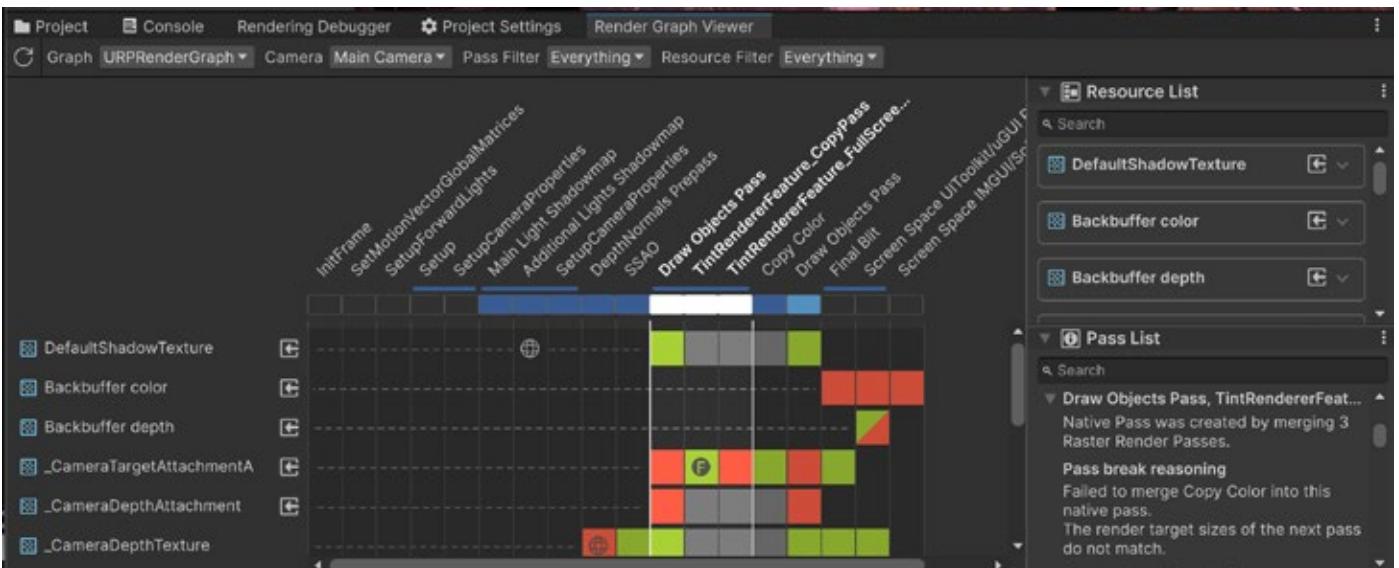 Project Console Rendering Debugger Project Settings Render Graph Viewer
Graph URPRenderGraph Camera Main Camera Pass Filter Everything Resource Filter Everything
InitFrame
SetMotionVectorGlobalMatrices
SetupForwardLights
Setup
SetupCameraProperties
Main Light Shadowmap
Additional Lights Shadowmap
SetupCameraProperties
DepthNormals Prepass
SSAO
Draw Objects Pass
TintRendererFeature_CopyPass
TintRendererFeature_FullScree...
Copy Color
Draw Objects Pass
Final Blit
Screen Space UIToolkit/uGUI
Screen Space IMGUI/So
DefaultShadowTexture
Backbuffer color
Backbuffer depth
_CameraTargetAttachmentA
F
_CameraDepthAttachment
_CameraDepthTexture
Resource List
Search
DefaultShadowTexture
Backbuffer color
Backbuffer depth
Pass List
Search
Draw Objects Pass, TintRendererFeat...
Native Pass was created by merging 3
Raster Render Passes.
Pass break reasoning
Failed to merge Copy Color into this
native pass.
The render target sizes of the next pass
do not match.